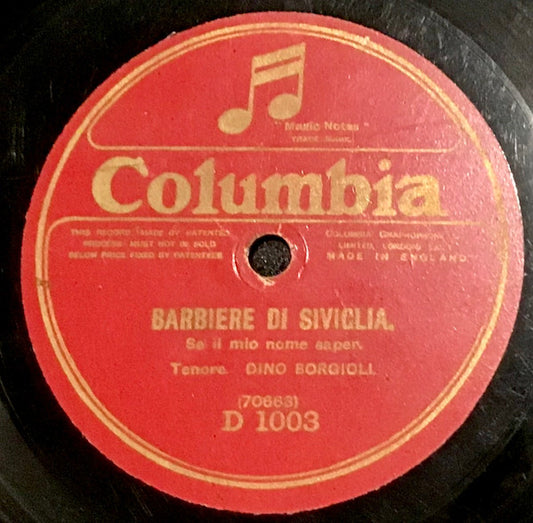 "Magic Notes"
TRADE MARK.
Columbia
THIS RECORD (MADE BY PATENTED
PROCESS) MUST NOT BE SOLD
BELOW PRICE FIXED BY PATENTEES
COLUMBIA GRAPHOPHONE
LIMITED, LONDON
MADE IN ENGLAND
BARBIERE DI SIVIGLIA.
Se il mio nome saper.
Tenore. DINO BORGIOLI.
(70663)
D 1003